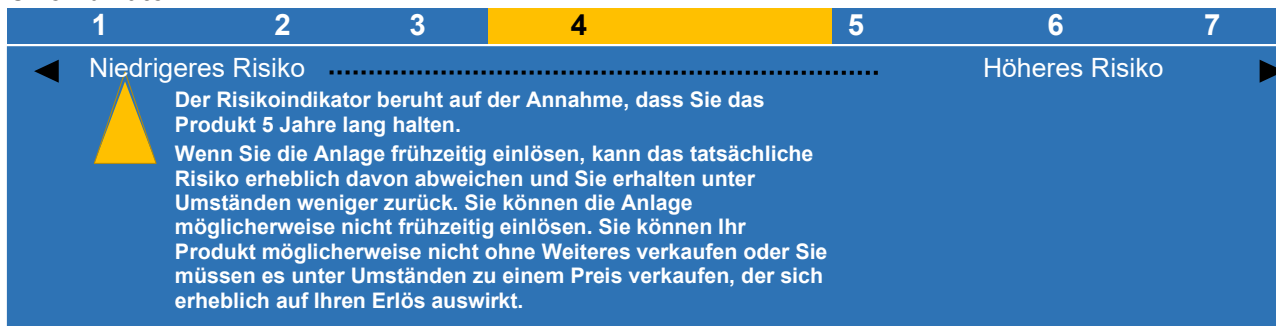 1 2 3 4 5 6 7
Niedrigeres Risiko Höheres Risiko
Der Risikoindikator beruht auf der Annahme, dass Sie das
Produkt 5 Jahre lang halten.
Wenn Sie die Anlage frühzeitig einlösen, kann das tatsächliche
Risiko erheblich davon abweichen und Sie erhalten unter
Umständen weniger zurück. Sie können die Anlage
möglicherweise nicht frühzeitig einlösen. Sie können Ihr
Produkt möglicherweise nicht ohne Weiteres verkaufen oder Sie
müssen es unter Umständen zu einem Preis verkaufen, der sich
erheblich auf Ihren Erlös auswirkt.